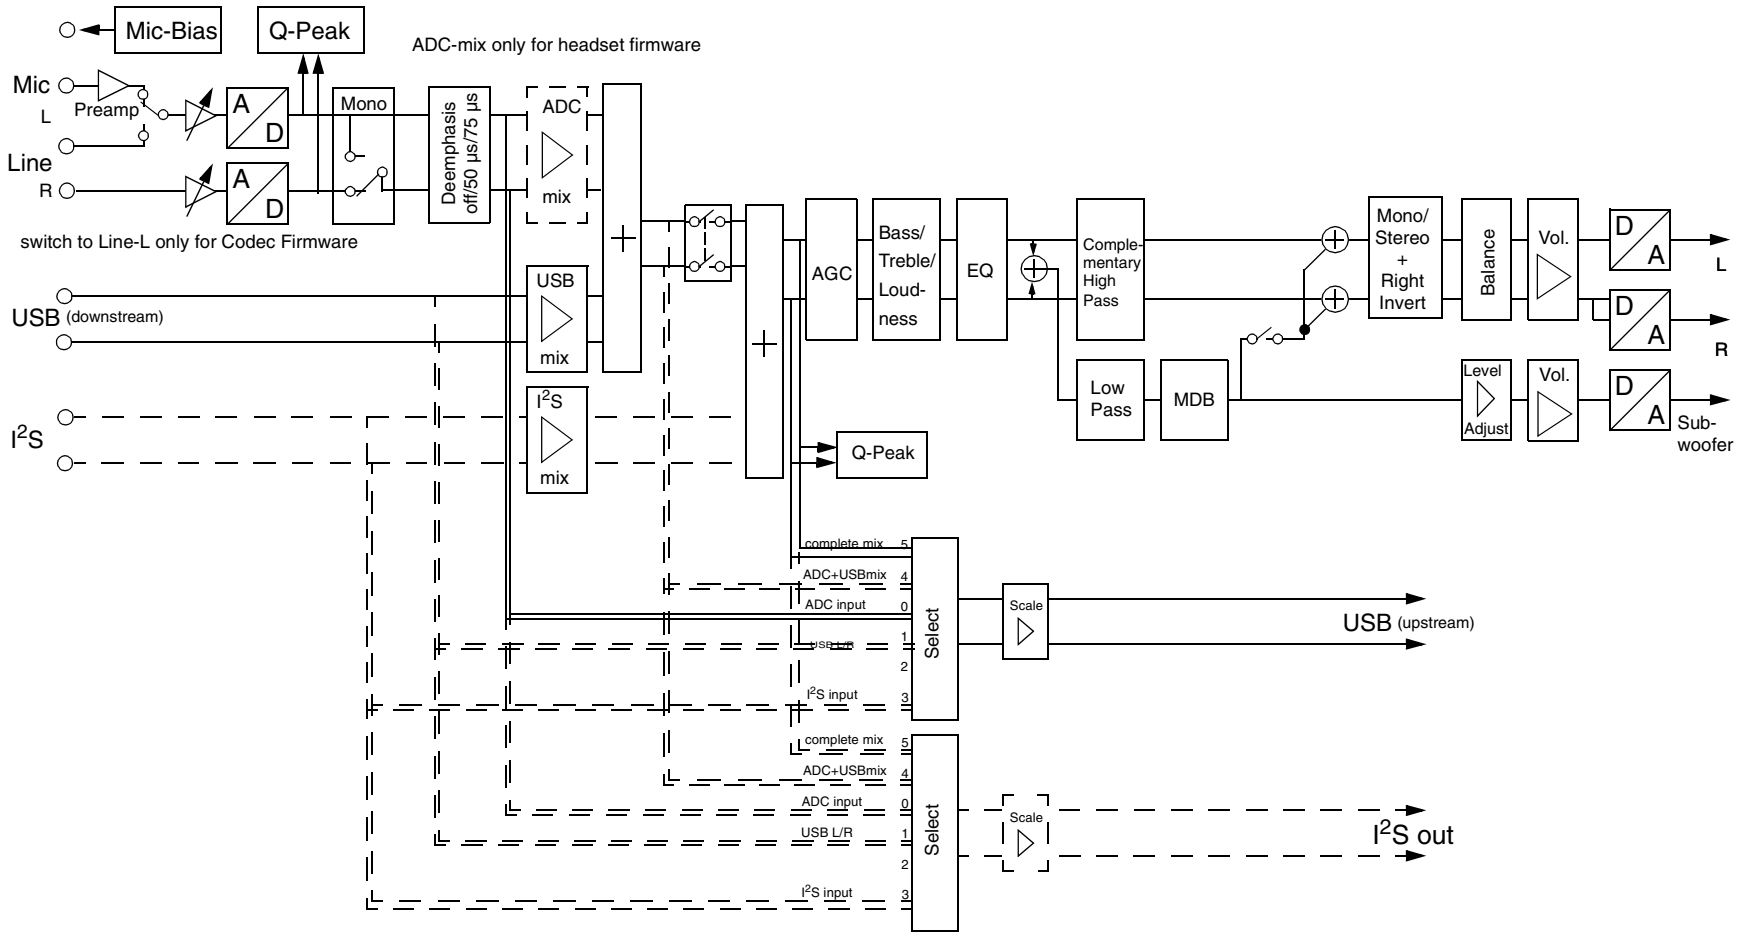 Mic-Bias
Q-Peak
ADC-mix only for headset firmware
Mic
L
Preamp
Line
R
A
D
A
D
Mono
Deemphasis
off/50 µs/75 µs
ADC
mix
+
switch to Line-L only for Codec Firmware
USB (downstream)
USB
mix
I²S
I²S
mix
+
AGC
Bass/
Treble/
Loud-
ness
EQ
+
Comple-
mentary
High
Pass
+
+
Mono/
Stereo
+
Right
Invert
Balance
Vol.
D
A
L
D
A
R
Low
Pass
MDB
Level
Adjust
Vol.
D
A
Sub-
woofer
Q-Peak
complete mix 5
ADC+USBmix 4
ADC input 0
USB L/R 1
2
I²S input 3
Select
Scale
USB (upstream)
complete mix 5
ADC+USBmix 4
ADC input 0
USB L/R 1
2
I²S input 3
Select
Scale
I²S out